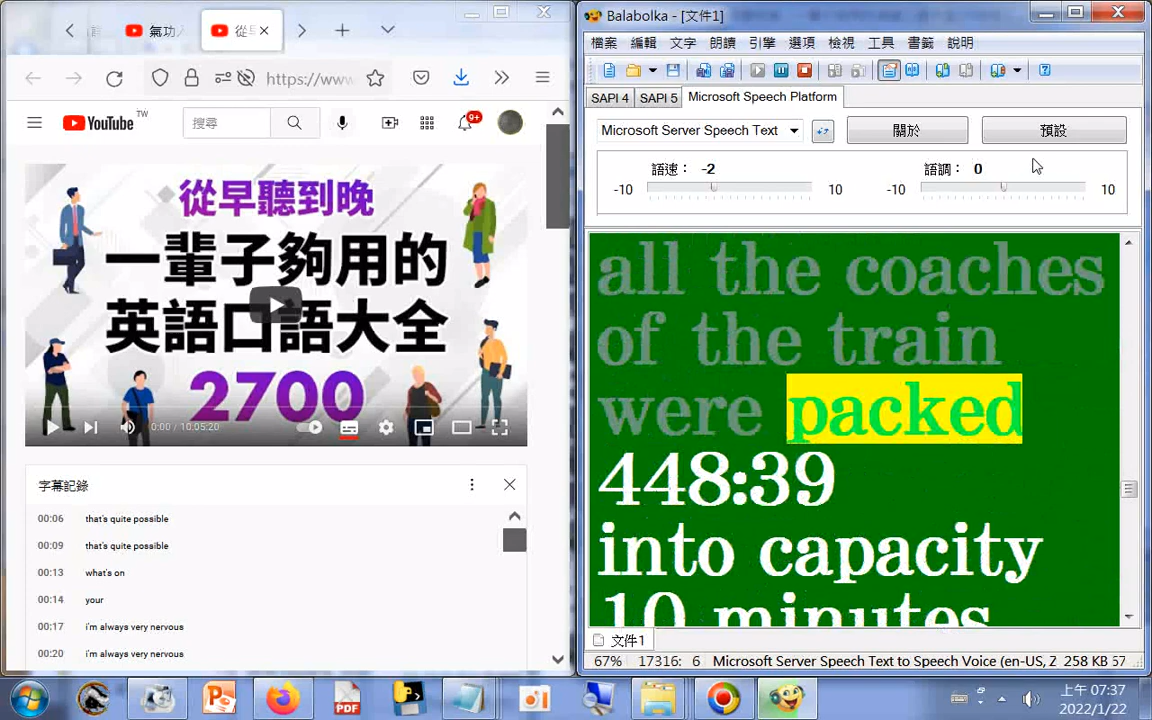 氣功
從
https://www
YouTube TW
搜尋
9+
從早聽到晚
一輩子夠用的
英語口語大全
2700
0:00 / 10:05:20
字幕記錄
00:06 that's quite possible
00:09 that's quite possible
00:13 what's on
00:14 your
00:17 i'm always very nervous
00:20 i'm always very nervous
Balabolka - [文件1]
檔案 編輯 文字 朗讀 引擎 選項 檢視 工具 書籤 說明
SAPI 4 SAPI 5 Microsoft Speech Platform
Microsoft Server Speech Text 關於 預設
語速： -2 語調： 0
-10 10 -10 10
all the coaches
of the train
were packed
448:39
into capacity
10 minutes
文件1
67% 17316: 6 Microsoft Server Speech Text to Speech Voice (en-US, Z 258 KB 57
PDF
上午 07:37
2022/1/22